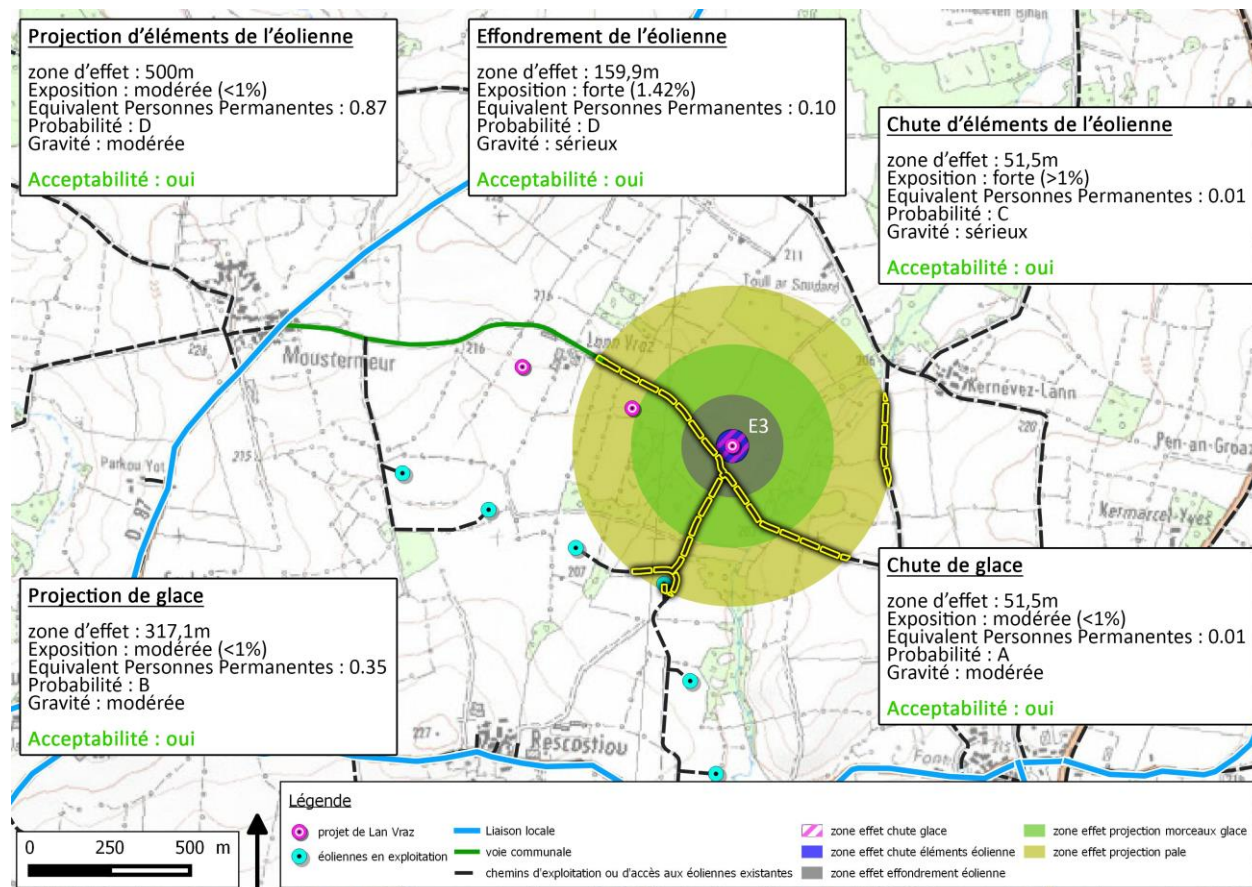 Projection d'éléments de l'éolienne
zone d'effet : 500m
Exposition : modérée (<1%)
Equivalent Personnes Permanentes : 0.87
Probabilité : D
Gravité : modérée
Acceptabilité : oui
Effondrement de l'éolienne
zone d'effet : 159,9m
Exposition : forte (1.42%)
Equivalent Personnes Permanentes : 0.10
Probabilité : D
Gravité : sérieux
Acceptabilité : oui
Chute d'éléments de l'éolienne
zone d'effet : 51,5m
Exposition : forte (>1%)
Equivalent Personnes Permanentes : 0.01
Probabilité : C
Gravité : sérieux
Acceptabilité : oui
211
Toull ar Soudard
216
Lann Vraz
Moustermeur
216
226
206
Kernévez-Lann
E3
220
Pen-an-Groaz
215
Parkou Yot
D. 87
Kermarcel-Yves
207
Projection de glace
zone d'effet : 317,1m
Exposition : modérée (<1%)
Equivalent Personnes Permanentes : 0.35
Probabilité : B
Gravité : modérée
Acceptabilité : oui
Chute de glace
zone d'effet : 51,5m
Exposition : modérée (<1%)
Equivalent Personnes Permanentes : 0.01
Probabilité : A
Gravité : modérée
Acceptabilité : oui
227
Rescostiou
Font
215
0 250 500 m
Légende
projet de Lan Vraz
éoliennes en exploitation
Liaison locale
voie communale
chemins d'exploitation ou d'accès aux éoliennes existantes
zone effet chute glace
zone effet chute éléments éolienne
zone effet effondrement éolienne
zone effet projection morceaux glace
zone effet projection pale